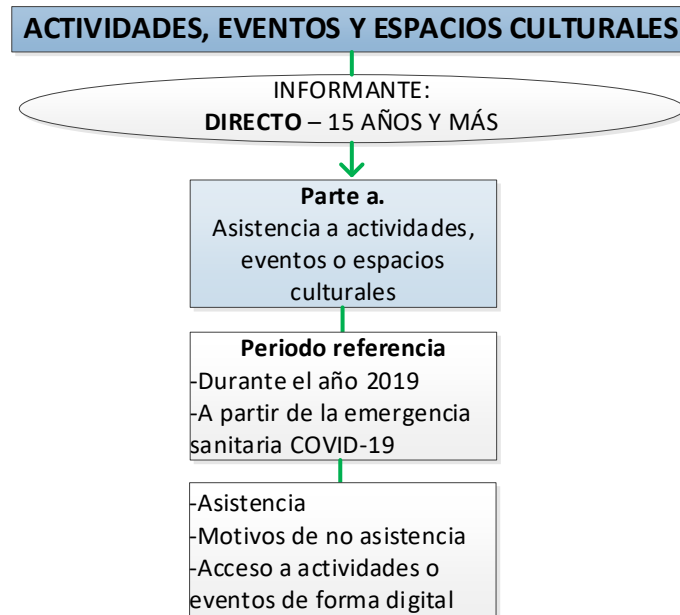 ACTIVIDADES, EVENTOS Y ESPACIOS CULTURALES
INFORMANTE:
DIRECTO – 15 AÑOS Y MÁS
Parte a.
Asistencia a actividades,
eventos o espacios
culturales
Periodo referencia
-Durante el año 2019
-A partir de la emergencia
sanitaria COVID-19
-Asistencia
-Motivos de no asistencia
-Acceso a actividades o
eventos de forma digital